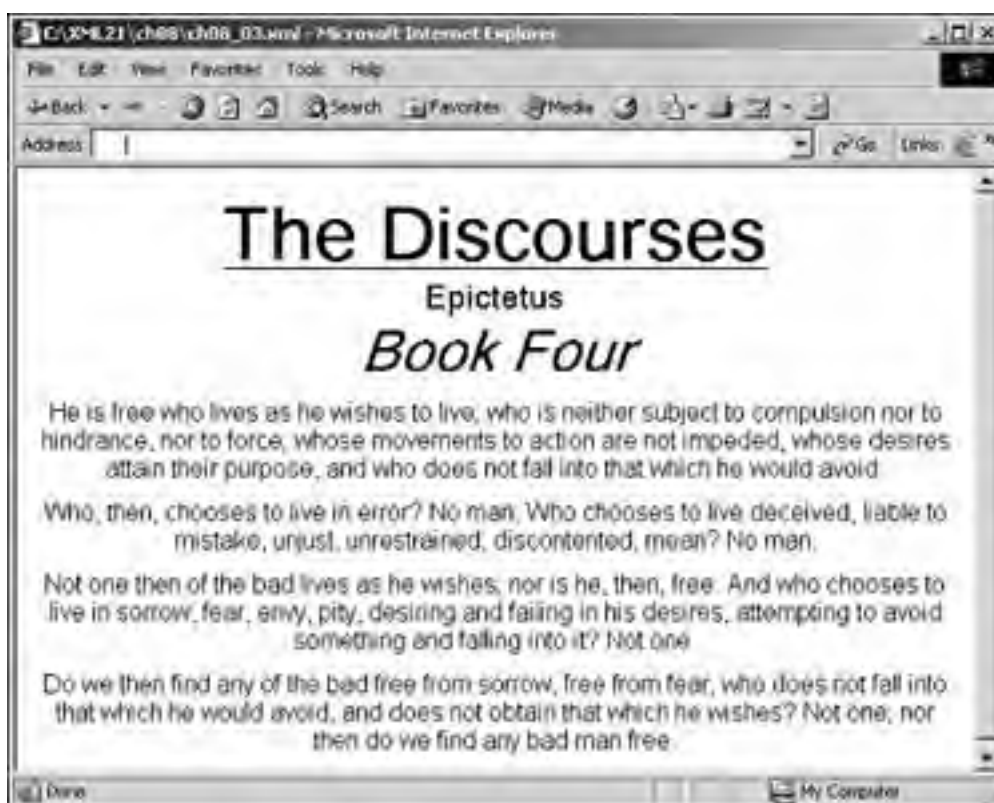 C:\XML21\ch08\ch08_03.xml - Microsoft Internet Explorer
File Edit View Favorites Tools Help
Back Search Favorites Media
Address Go Links
The Discourses
Epictetus
Book Four
He is free who lives as he wishes to live; who is neither subject to compulsion nor to
hindrance, nor to force; whose movements to action are not impeded, whose desires
attain their purpose, and who does not fall into that which he would avoid.
Who, then, chooses to live in error? No man. Who chooses to live deceived, liable to
mistake, unjust, unrestrained, discontented, mean? No man.
Not one then of the bad lives as he wishes; nor is he, then, free. And who chooses to
live in sorrow, fear, envy, pity, desiring and failing in his desires, attempting to avoid
something and falling into it? Not one.
Do we then find any of the bad free from sorrow, free from fear, who does not fall into
that which he would avoid, and does not obtain that which he wishes? Not one; nor
then do we find any bad man free.
Done My Computer